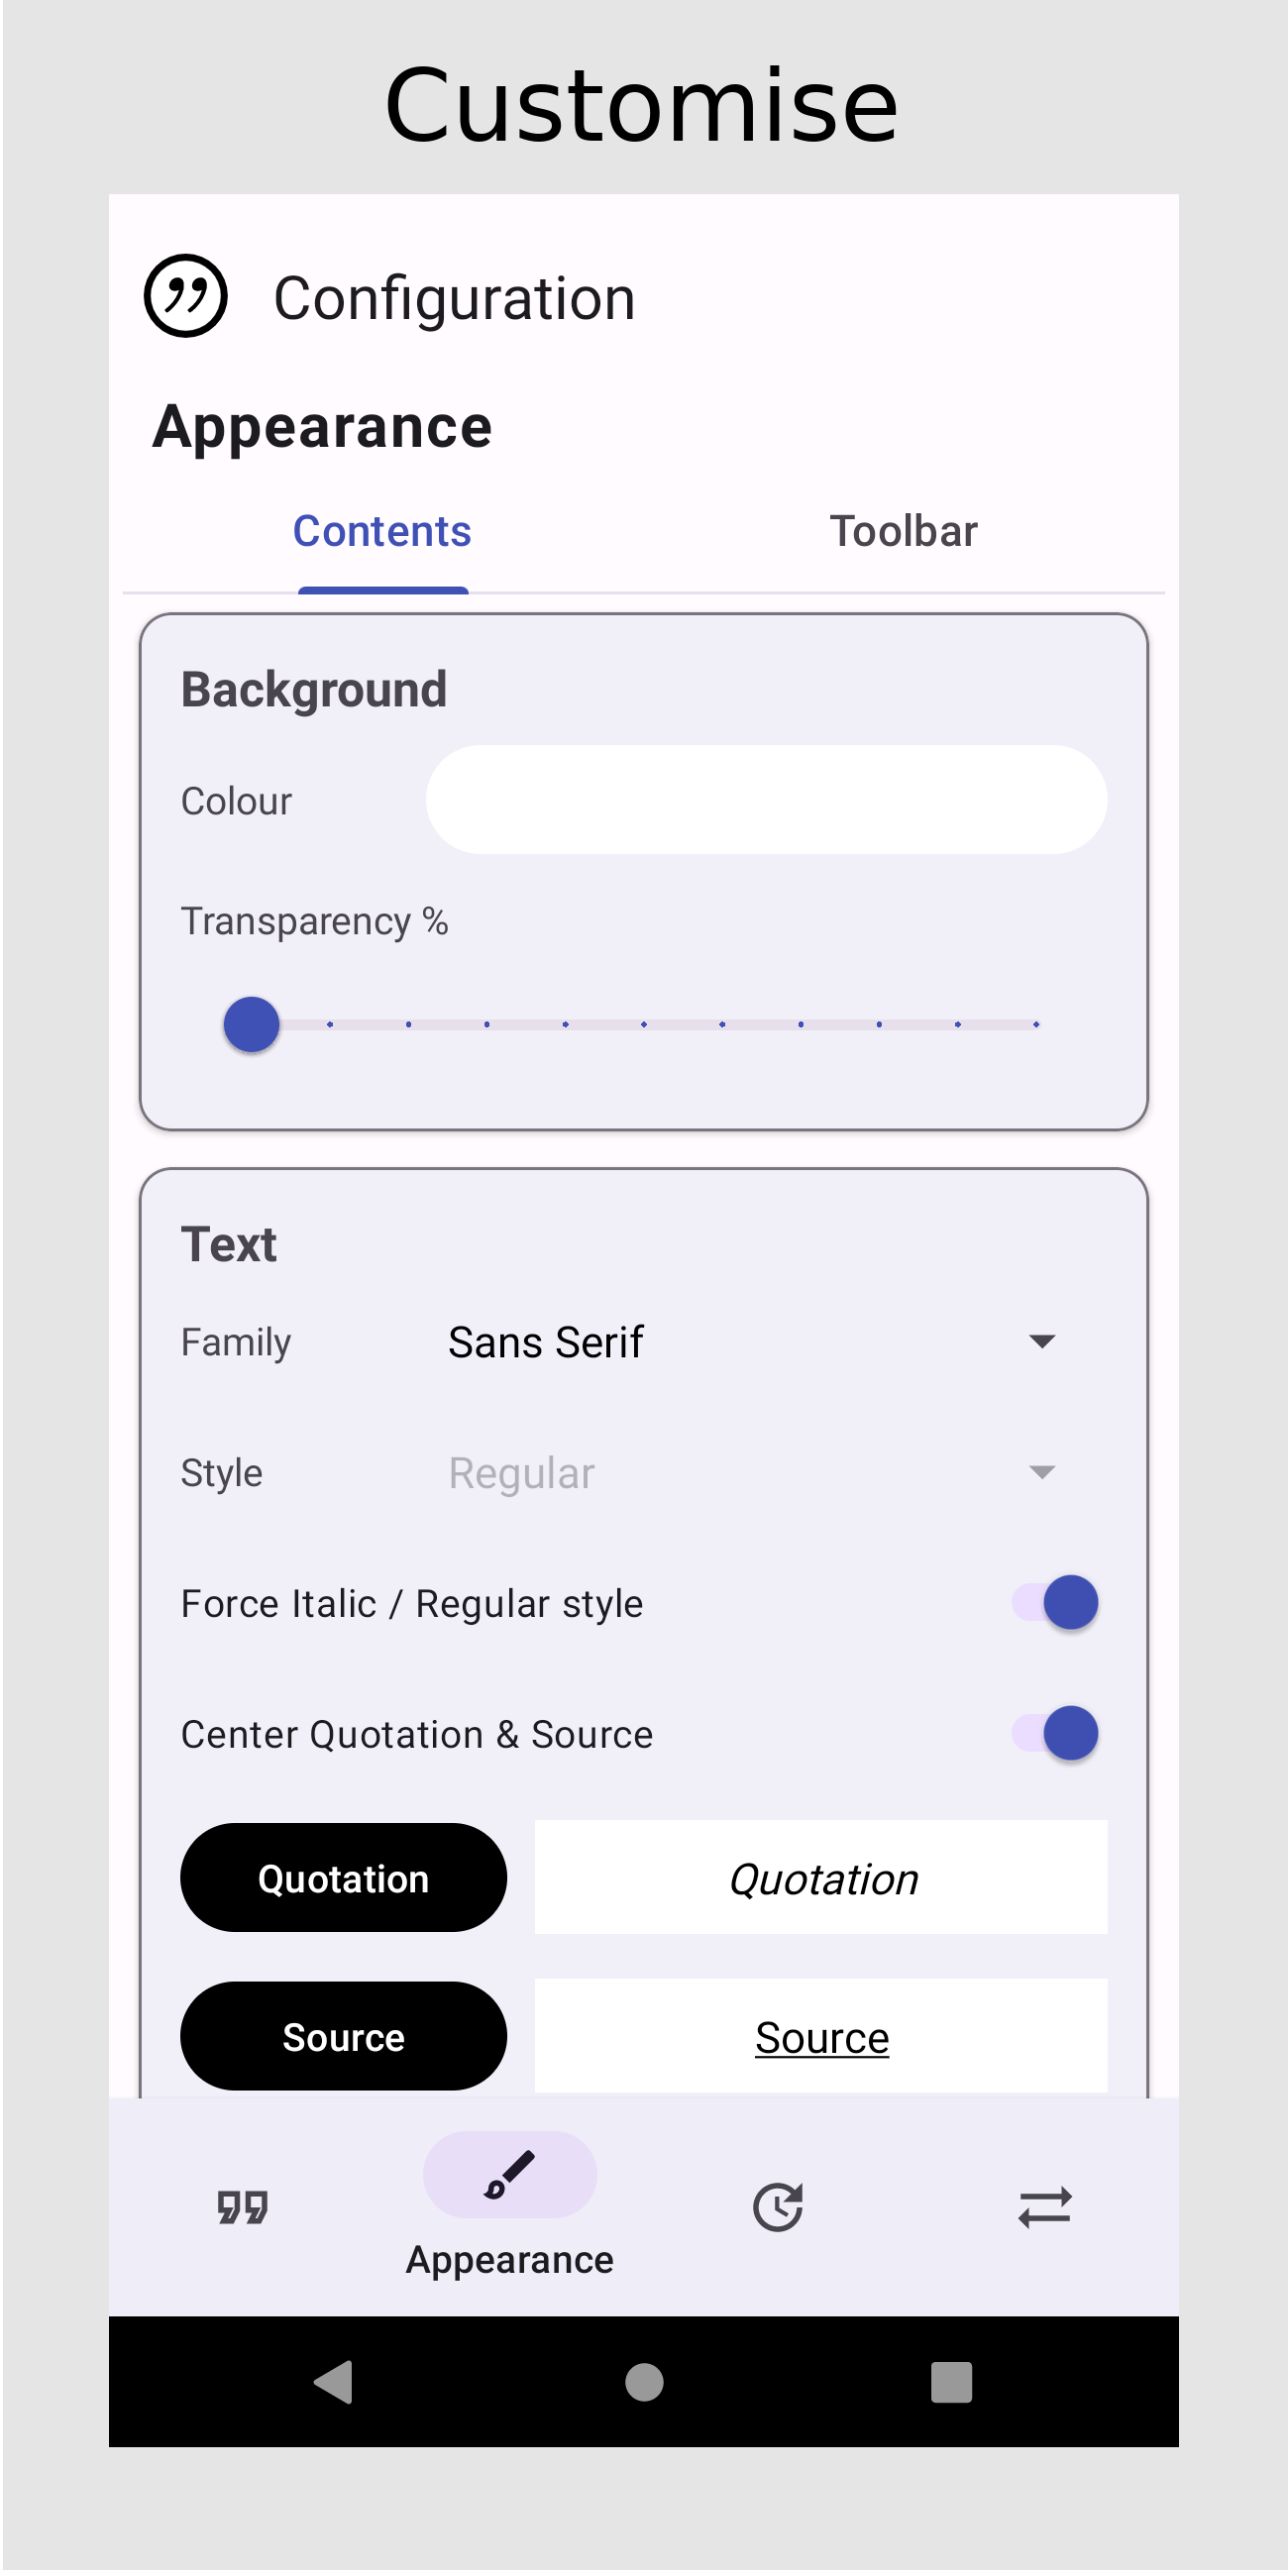 Customise
Configuration
Appearance
Contents Toolbar
Background
Colour
Transparency %
Text
Family Sans Serif
Style Regular
Force Italic / Regular style
Center Quotation & Source
Quotation Quotation
Source Source
Appearance